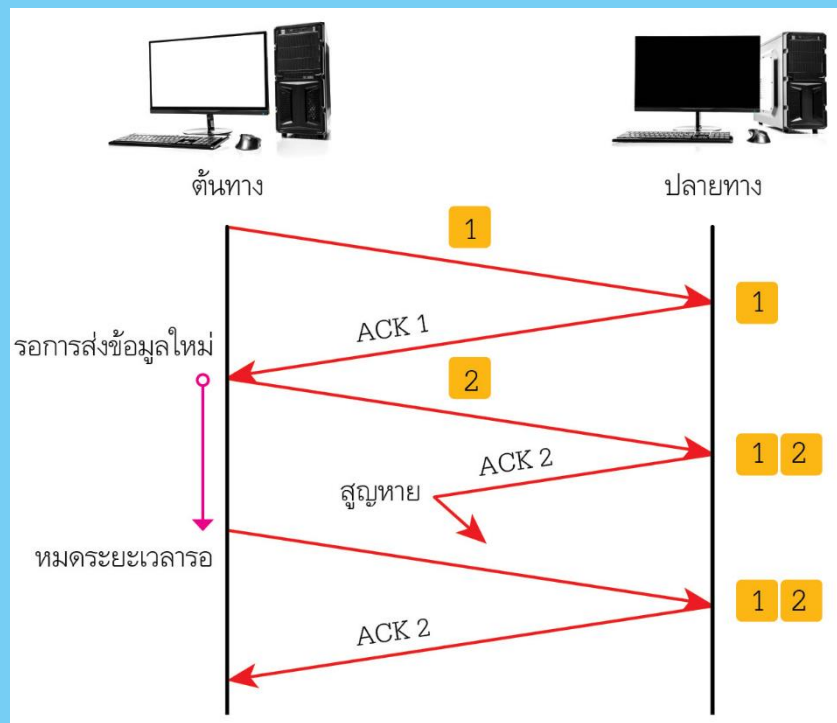 ต้นทาง
ปลายทาง
1
1
ACK 1
รอการส่งข้อมูลใหม่
2
1 2
ACK 2
สูญหาย
หมดระยะเวลารอ
1 2
ACK 2